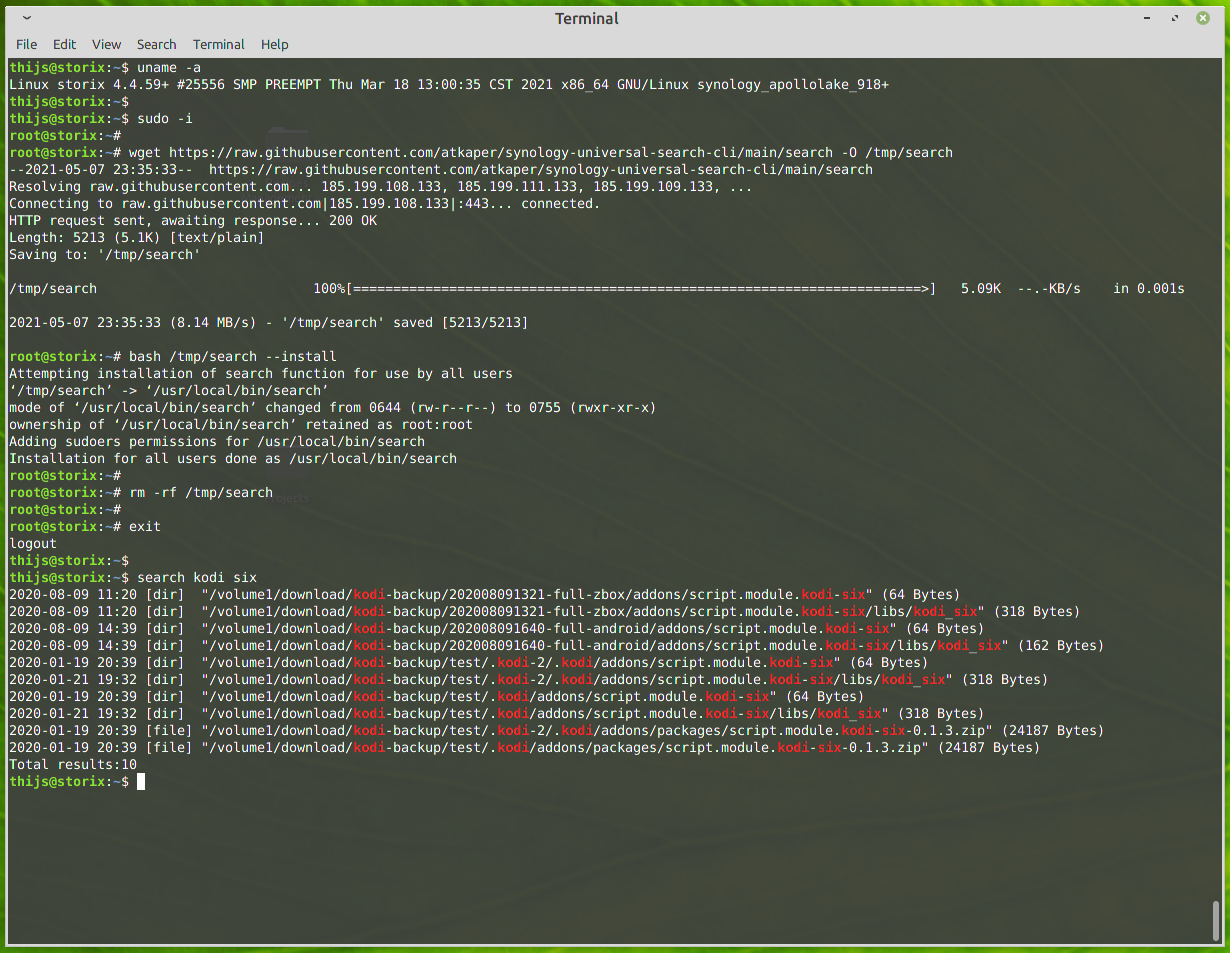 Terminal
File Edit View Search Terminal Help
thijs@storix:~$ uname -a
Linux storix 4.4.59+ #25556 SMP PREEMPT Thu Mar 18 13:00:35 CST 2021 x86_64 GNU/Linux synology_apollolake_918+
thijs@storix:~$
thijs@storix:~$ sudo -i
root@storix:~#
root@storix:~# wget https://raw.githubusercontent.com/atkaper/synology-universal-search-cli/main/search -O /tmp/search
--2021-05-07 23:35:33--  https://raw.githubusercontent.com/atkaper/synology-universal-search-cli/main/search
Resolving raw.githubusercontent.com... 185.199.108.133, 185.199.111.133, 185.199.109.133, ...
Connecting to raw.githubusercontent.com|185.199.108.133|:443... connected.
HTTP request sent, awaiting response... 200 OK
Length: 5213 (5.1K) [text/plain]
Saving to: '/tmp/search'
/tmp/search                           100%[=======================================================================>]   5.09K  --.-KB/s    in 0.001s
2021-05-07 23:35:33 (8.14 MB/s) - '/tmp/search' saved [5213/5213]
root@storix:~# bash /tmp/search --install
Attempting installation of search function for use by all users
‘/tmp/search’ -> ‘/usr/local/bin/search’
mode of ‘/usr/local/bin/search’ changed from 0644 (rw-r--r--) to 0755 (rwxr-xr-x)
ownership of ‘/usr/local/bin/search’ retained as root:root
Adding sudoers permissions for /usr/local/bin/search
Installation for all users done as /usr/local/bin/search
root@storix:~#
root@storix:~# rm -rf /tmp/search
root@storix:~#
root@storix:~# exit
logout
thijs@storix:~$
thijs@storix:~$ search kodi six
2020-08-09 11:20 [dir]  "/volume1/download/kodi-backup/202008091321-full-zbox/addons/script.module.kodi-six" (64 Bytes)
2020-08-09 11:20 [dir]  "/volume1/download/kodi-backup/202008091321-full-zbox/addons/script.module.kodi-six/libs/kodi_six" (318 Bytes)
2020-08-09 14:39 [dir]  "/volume1/download/kodi-backup/202008091640-full-android/addons/script.module.kodi-six" (64 Bytes)
2020-08-09 14:39 [dir]  "/volume1/download/kodi-backup/202008091640-full-android/addons/script.module.kodi-six/libs/kodi_six" (162 Bytes)
2020-01-19 20:39 [dir]  "/volume1/download/kodi-backup/test/.kodi-2/.kodi/addons/script.module.kodi-six" (64 Bytes)
2020-01-21 19:32 [dir]  "/volume1/download/kodi-backup/test/.kodi-2/.kodi/addons/script.module.kodi-six/libs/kodi_six" (318 Bytes)
2020-01-19 20:39 [dir]  "/volume1/download/kodi-backup/test/.kodi/addons/script.module.kodi-six" (64 Bytes)
2020-01-21 19:32 [dir]  "/volume1/download/kodi-backup/test/.kodi/addons/script.module.kodi-six/libs/kodi_six" (318 Bytes)
2020-01-19 20:39 [file] "/volume1/download/kodi-backup/test/.kodi-2/.kodi/addons/packages/script.module.kodi-six-0.1.3.zip" (24187 Bytes)
2020-01-19 20:39 [file] "/volume1/download/kodi-backup/test/.kodi/addons/packages/script.module.kodi-six-0.1.3.zip" (24187 Bytes)
Total results:10
thijs@storix:~$